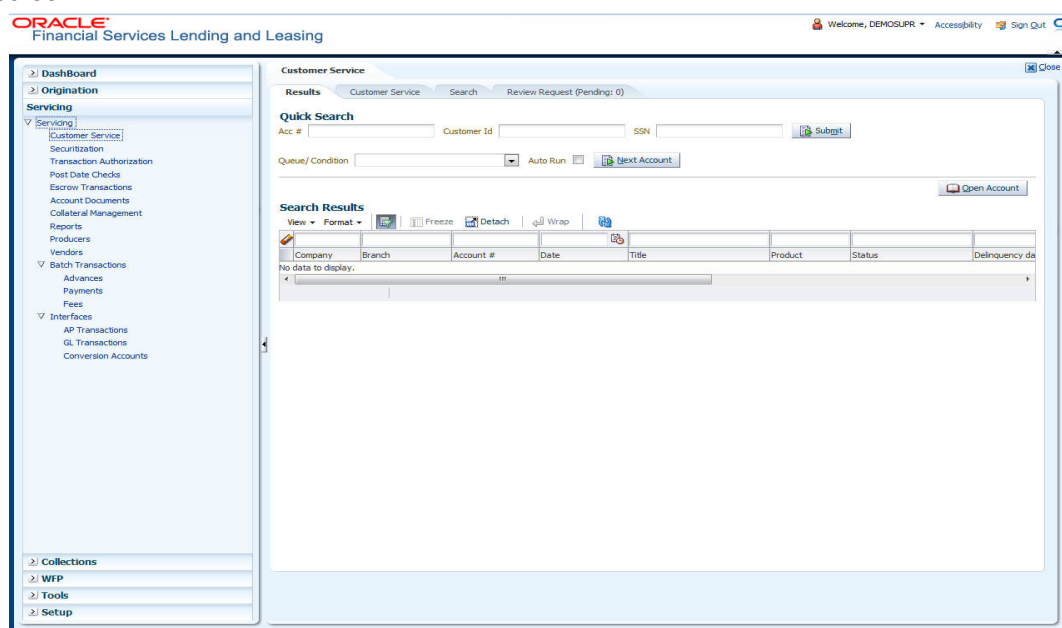 ORACLE
Financial Services Lending and Leasing
Welcome, DEMOSUPR
Accessibility
Sign Out
Close
DashBoard
Origination
Servicing
Servicing
Customer Service
Securitization
Transaction Authorization
Post Date Checks
Escrow Transactions
Account Documents
Collateral Management
Reports
Producers
Vendors
Batch Transactions
Advances
Payments
Fees
Interfaces
AP Transactions
GL Transactions
Conversion Accounts
Collections
WFP
Tools
Setup
Customer Service
Results Customer Service Search Review Request (Pending: 0)
Quick Search
Acc # Customer Id SSN Submit
Queue/ Condition Auto Run Next Account
Open Account
Search Results
View Format Freeze Detach Wrap
Company Branch Account # Date Title Product Status Delinquency da
No data to display.